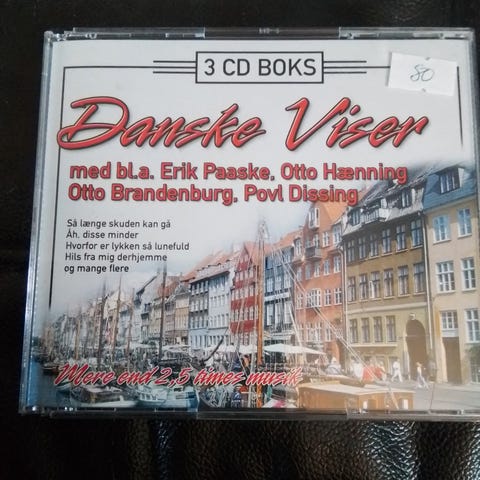 3 CD BOKS
80
Danske Viser
med bl.a. Erik Paaske, Otto Hænning
Otto Brandenburg, Povl Dissing
Så længe skuden kan gå
Åh, disse minder
Hvorfor er lykken så lunefuld
Hils fra mig derhjemme
og mange flere
Mere end 2,5 times musik